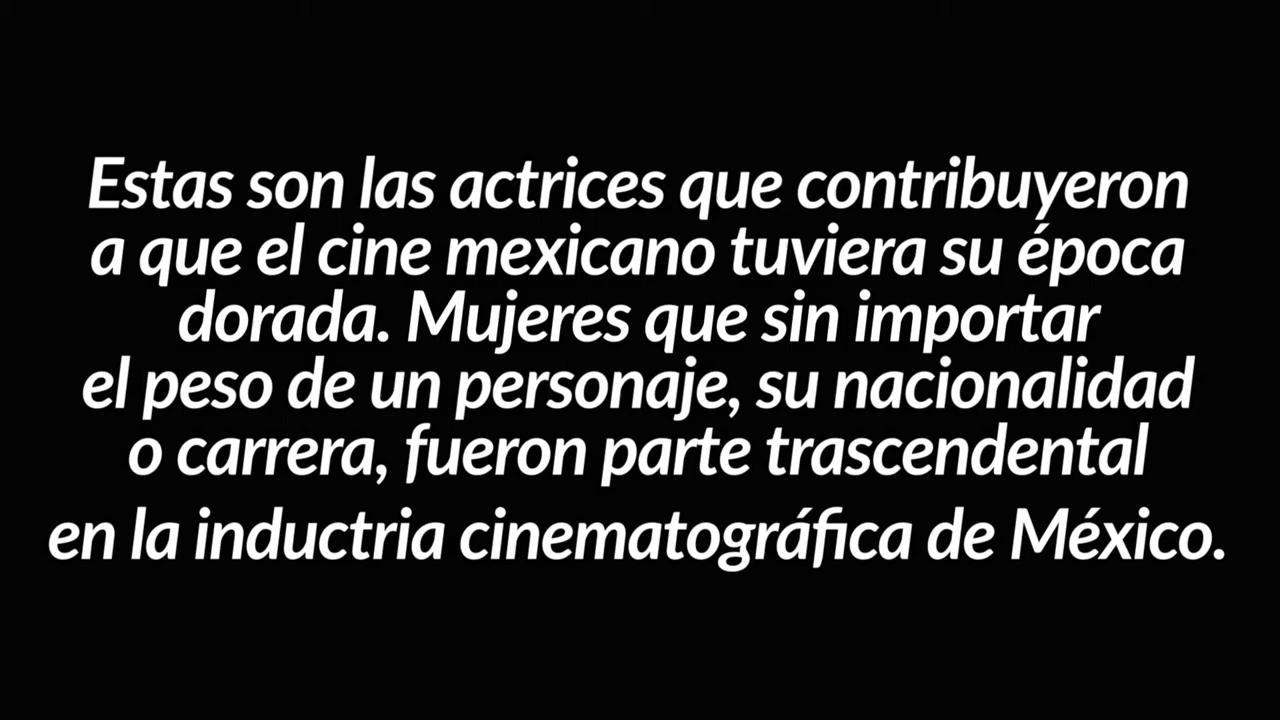 Estas son las actrices que contribuyeron
a que el cine mexicano tuviera su época
dorada. Mujeres que sin importar
el peso de un personaje, su nacionalidad
o carrera, fueron parte trascendental
en la inductria cinematográfica de México.